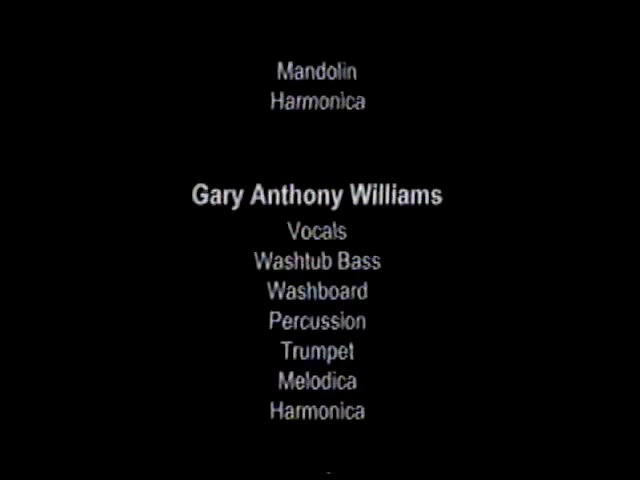 Mandolin
Harmonica
Gary Anthony Williams
Vocals
Washtub Bass
Washboard
Percussion
Trumpet
Melodica
Harmonica